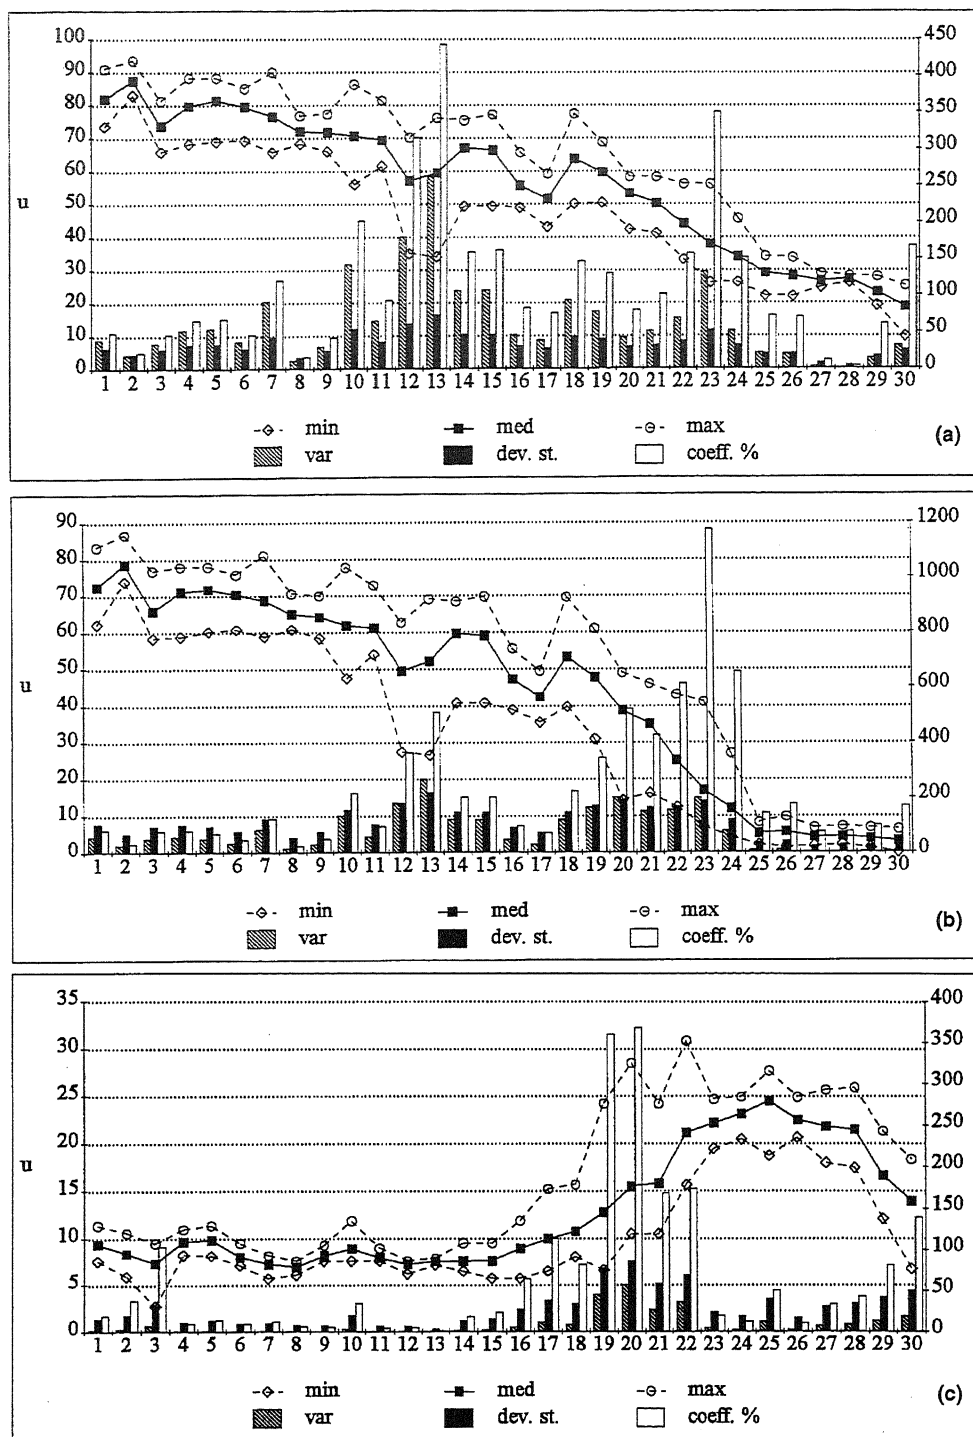 100 90 80 70 60 50 40 30 20 10 0
u
450 400 350 300 250 200 150 100 50 0
1 2 3 4 5 6 7 8 9 10 11 12 13 14 15 16 17 18 19 20 21 22 23 24 25 26 27 28 29 30
min med max
var dev. st. coeff. %
(a)
90 80 70 60 50 40 30 20 10 0
u
1200 1000 800 600 400 200 0
1 2 3 4 5 6 7 8 9 10 11 12 13 14 15 16 17 18 19 20 21 22 23 24 25 26 27 28 29 30
min med max
var dev. st. coeff. %
(b)
35 30 25 20 15 10 5 0
u
400 350 300 250 200 150 100 50 0
1 2 3 4 5 6 7 8 9 10 11 12 13 14 15 16 17 18 19 20 21 22 23 24 25 26 27 28 29 30
min med max
var dev. st. coeff. %
(c)